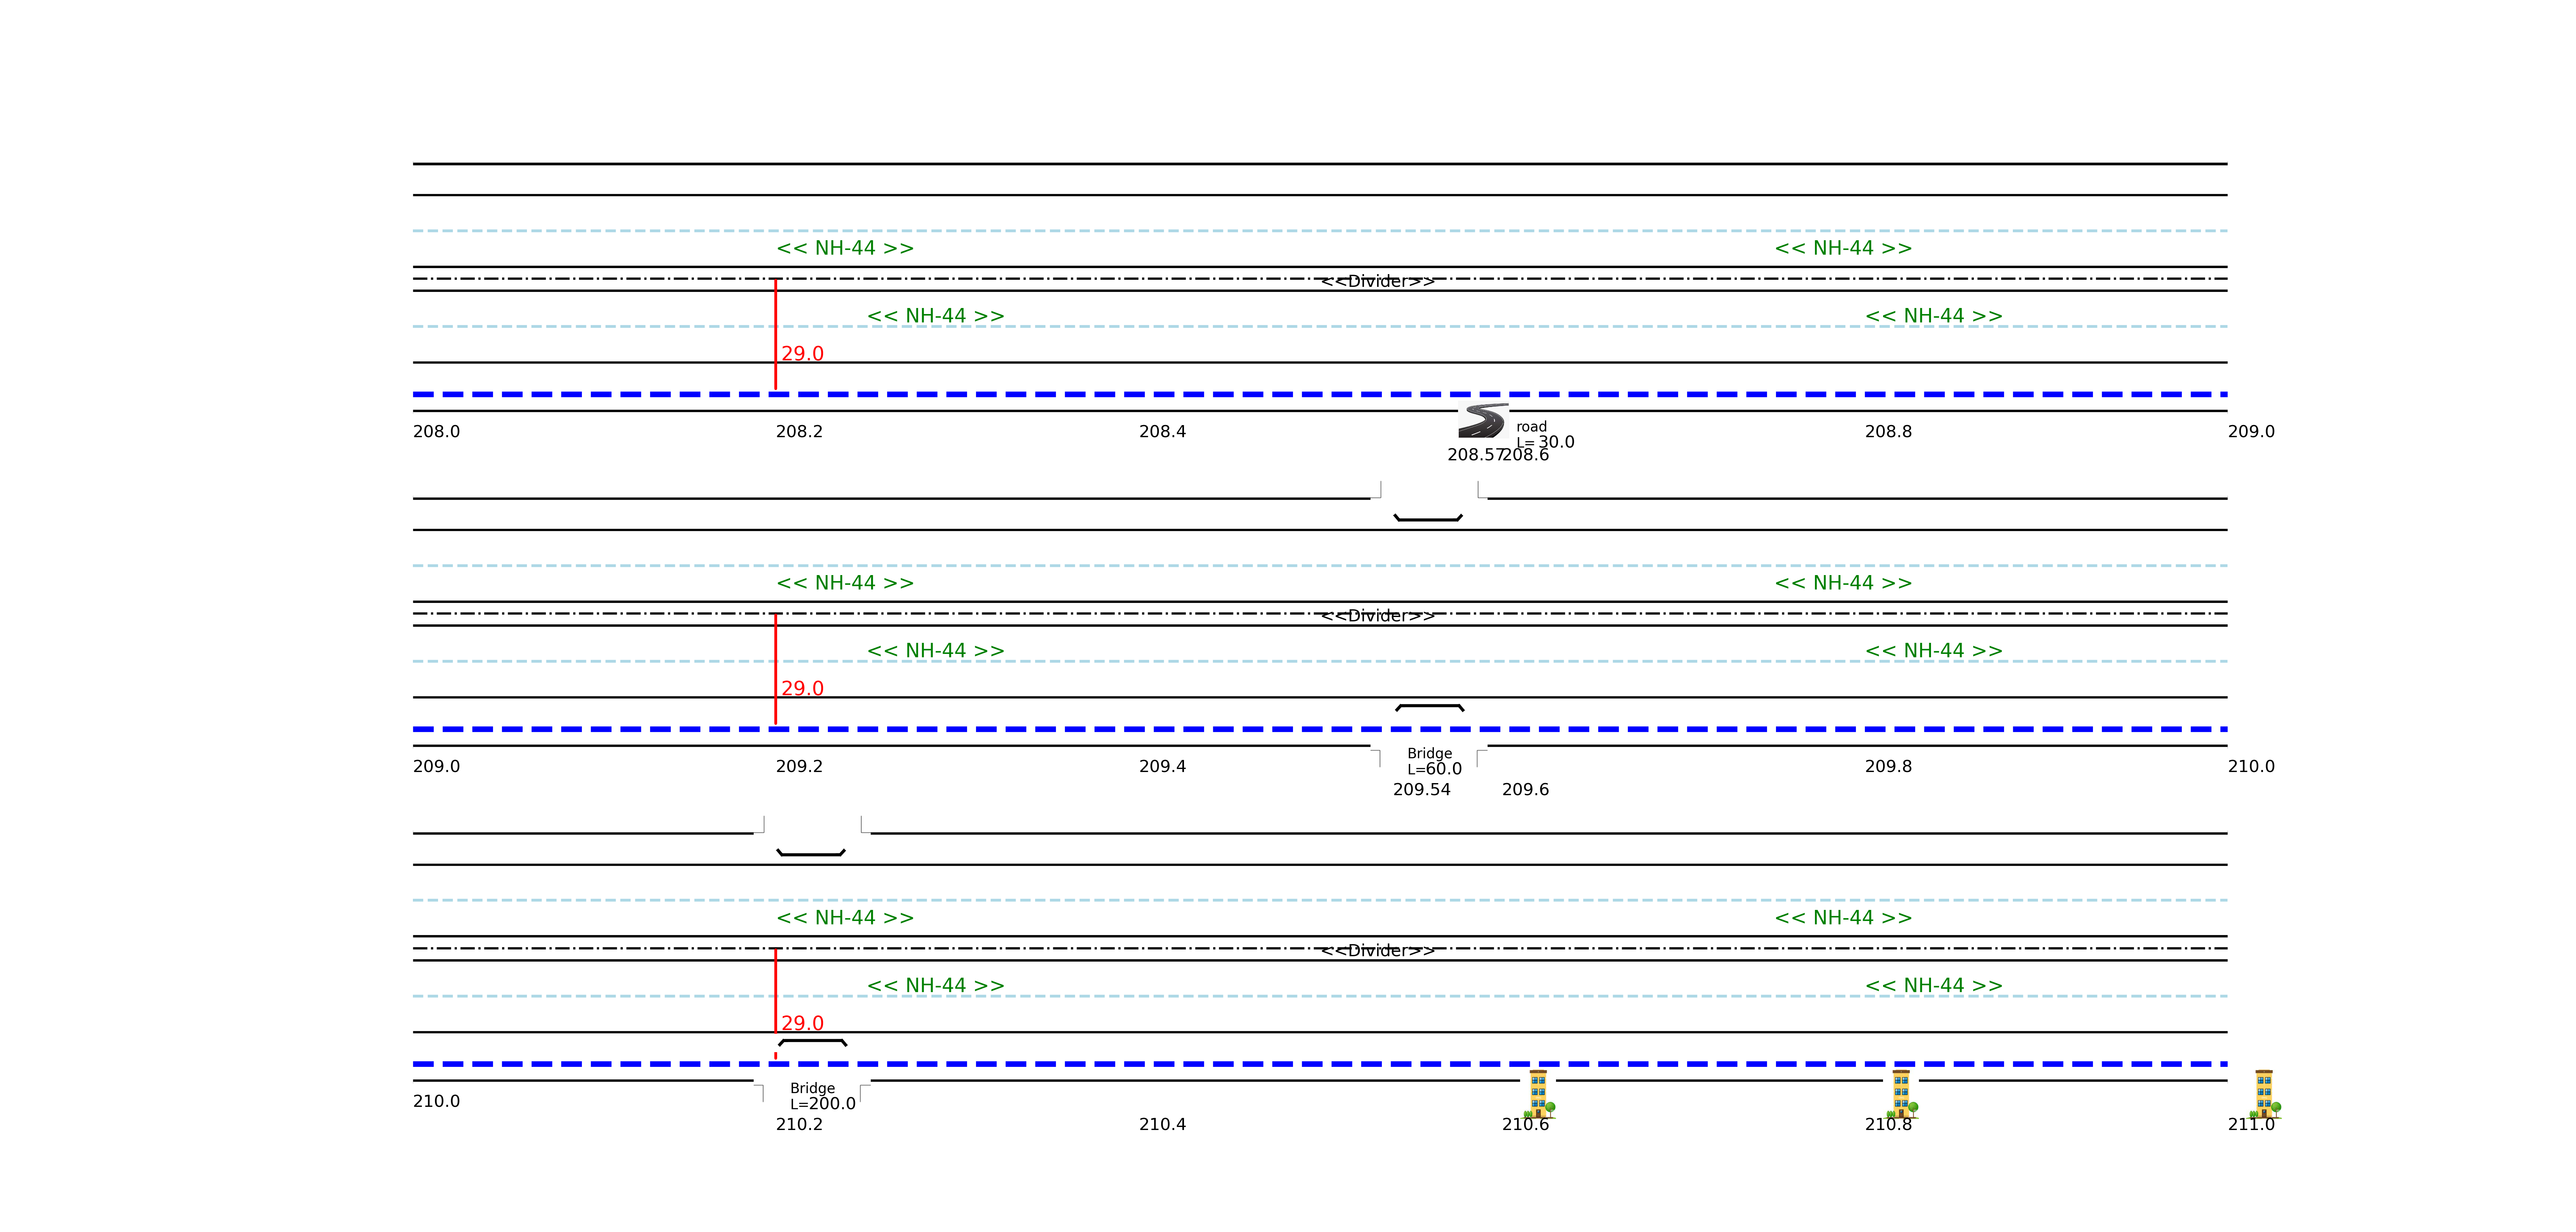 << NH-44 >> << NH-44 >>
<<Divider>>
<< NH-44 >> << NH-44 >>
29.0
208.0 208.2 208.4 208.8 209.0
road
L= 30.0
208.57 208.6
<< NH-44 >> << NH-44 >>
<<Divider>>
<< NH-44 >> << NH-44 >>
29.0
Bridge
209.0 209.2 209.4 209.8 210.0
L=60.0
209.54 209.6
<< NH-44 >> << NH-44 >>
<<Divider>>
<< NH-44 >> << NH-44 >>
29.0
Bridge
210.0
L=200.0
210.2 210.4 210.6 210.8 211.0